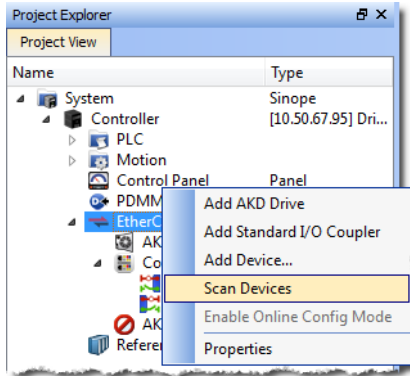 Project Explorer
Project View
Name Type
System Sinope
Controller [10.50.67.95] Dri...
PLC
Motion
Control Panel Panel
PDMM
EtherC
AK
Co
AK
Referen
Add AKD Drive
Add Standard I/O Coupler
Add Device...
Scan Devices
Enable Online Config Mode
Properties